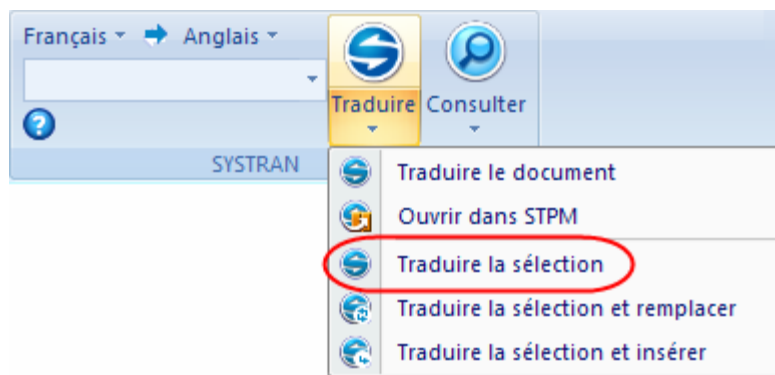 Français Anglais
Traduire Consulter
SYSTRAN
Traduire le document
Ouvrir dans STPM
Traduire la sélection
Traduire la sélection et remplacer
Traduire la sélection et insérer